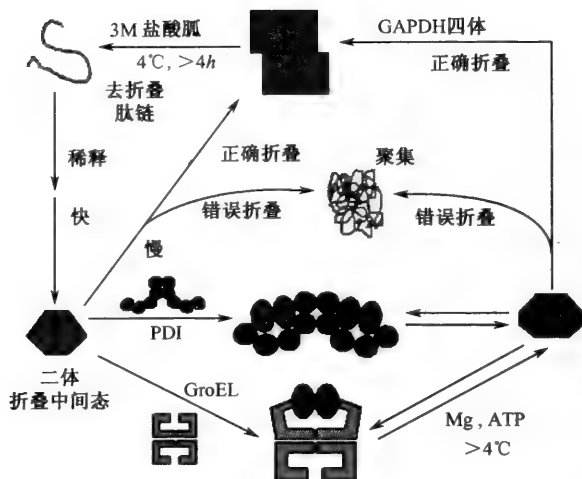 3M 盐酸胍
4℃, >4h
去折叠
肽链
GAPDH四体
正确折叠
稀释
快
正确折叠
聚集
错误折叠
错误折叠
慢
PDI
二体
折叠中间态
GroEL
Mg, ATP
>4℃